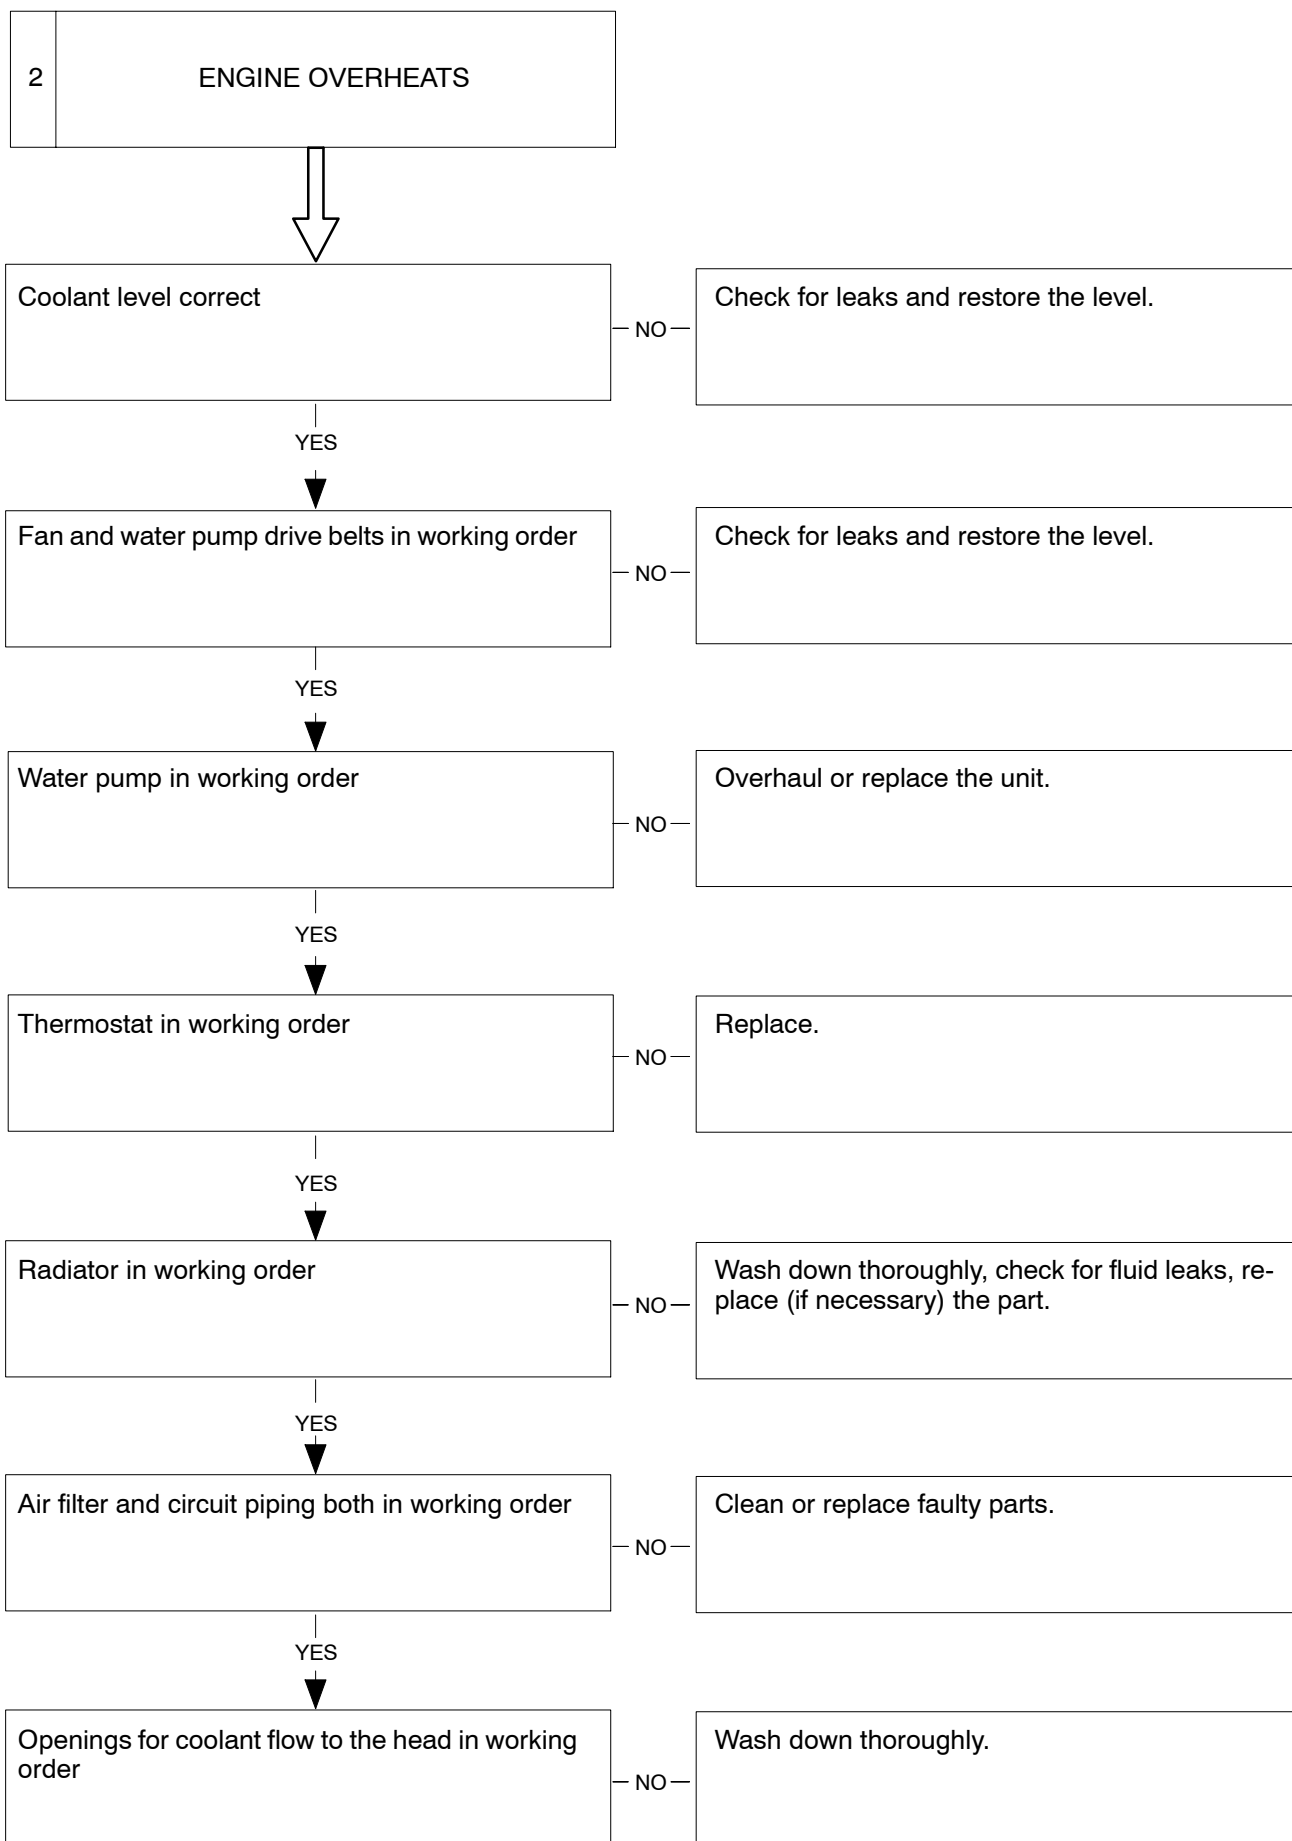 2
ENGINE OVERHEATS
Coolant level correct
NO
Check for leaks and restore the level.
YES
Fan and water pump drive belts in working order
NO
Check for leaks and restore the level.
YES
Water pump in working order
NO
Overhaul or replace the unit.
YES
Thermostat in working order
NO
Replace.
YES
Radiator in working order
NO
Wash down thoroughly, check for fluid leaks, re-
place (if necessary) the part.
YES
Air filter and circuit piping both in working order
NO
Clean or replace faulty parts.
YES
Openings for coolant flow to the head in working
order
NO
Wash down thoroughly.